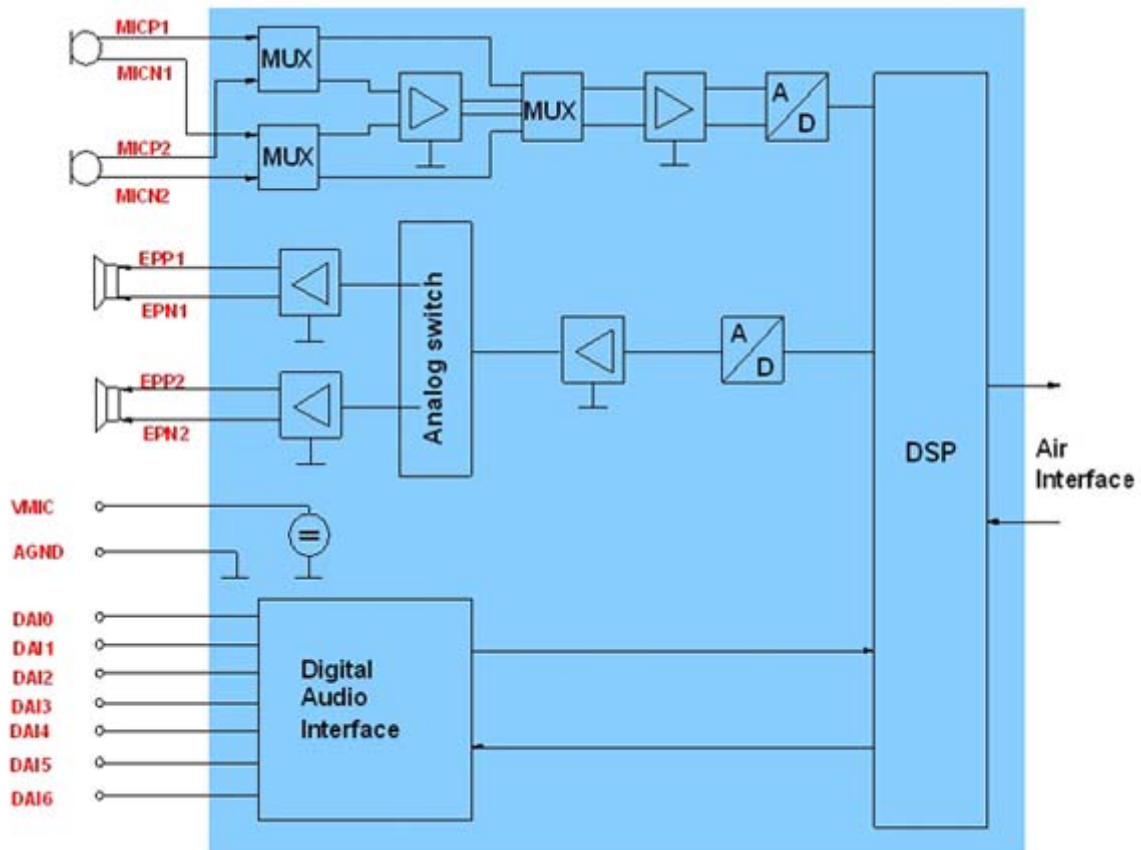 MICP1
MICN1
MICP2
MICN2
MUX
MUX
MUX
A
D
EPP1
EPN1
EPP2
EPN2
Analog switch
A
D
DSP
Air
Interface
VMIC
AGND
DAI0
DAI1
DAI2
DAI3
DAI4
DAI5
DAI6
Digital
Audio
Interface